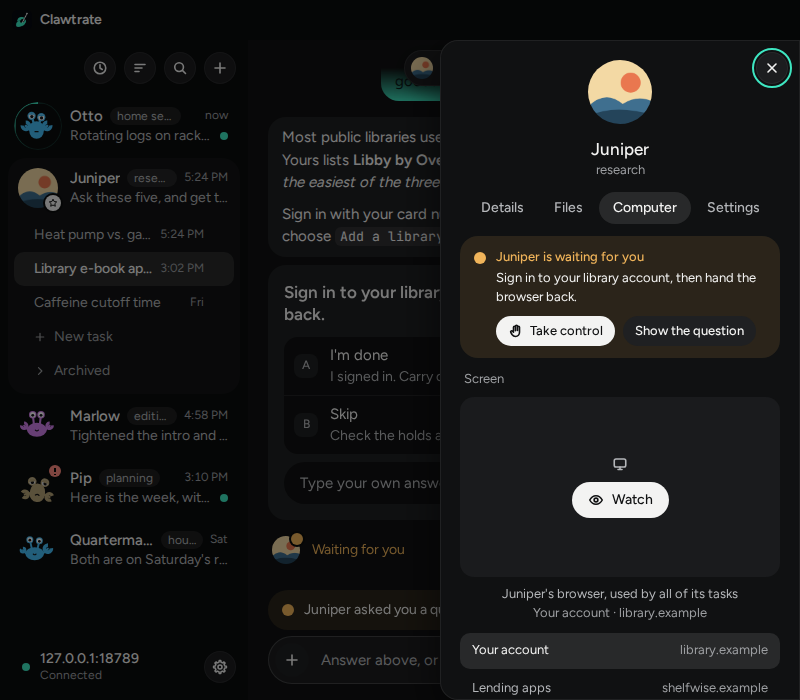 Clawtrate
Otto
home se...
now
Rotating logs on rack...
Juniper
rese...
5:24 PM
Ask these five, and get t...
Heat pump vs. ga...
5:24 PM
Library e-book ap...
3:02 PM
Caffeine cutoff time
Fri
+ New task
> Archived
Marlow
editi...
4:58 PM
Tightened the intro and ...
Pip
planning
3:10 PM
Here is the week, wit...
Quarterma...
hou...
Sat
Both are on Saturday's r...
127.0.0.1:18789
Connected
Most public libraries use
Yours lists Libby by Ove
the easiest of the three
Sign in with your card
choose Add a library
Sign in to your librar
back.
A
I'm done
I signed in. Carry
B
Skip
Check the holds a
Type your own answ
Waiting for you
Juniper asked you a qu
Answer above, or
Juniper
research
Details
Files
Computer
Settings
Juniper is waiting for you
Sign in to your library account, then hand the
browser back.
Take control
Show the question
Screen
Watch
Juniper's browser, used by all of its tasks
Your account · library.example
Your account
library.example
Lending apps
shelfwise.example